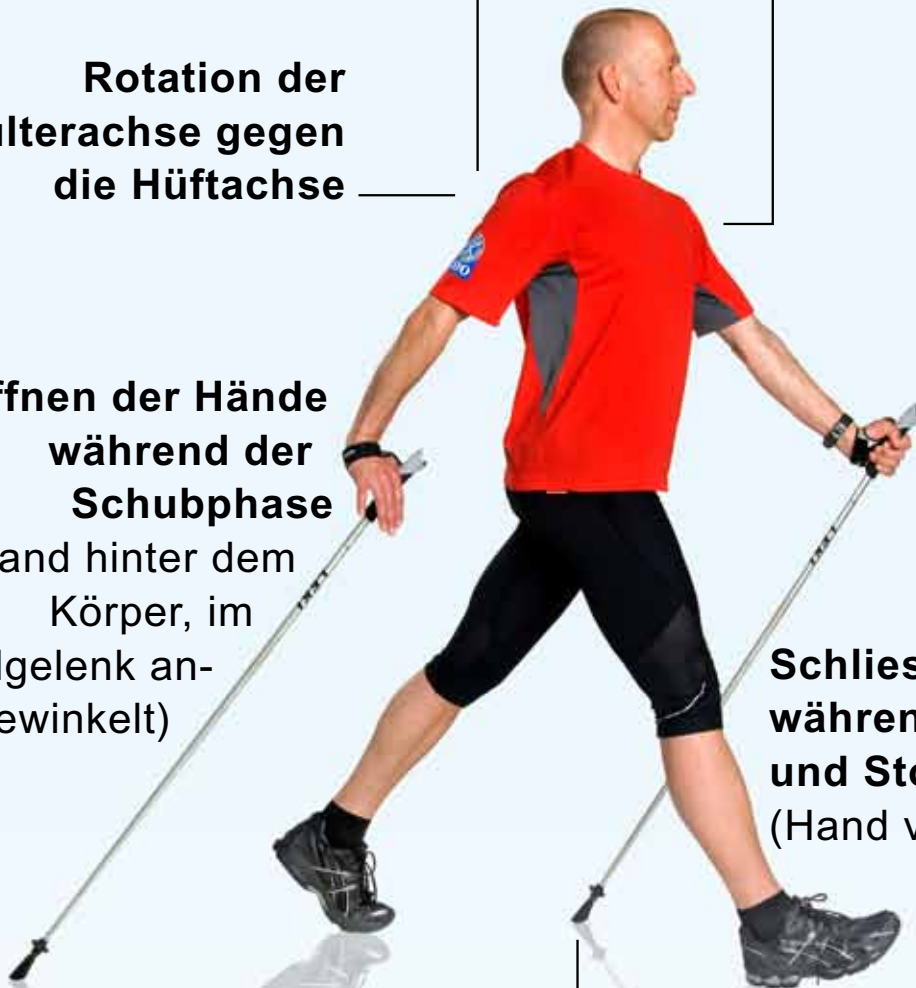 Rotation der
ulterachse gegen
die Hüftachse
ffnen der Hände
während der
Schubphase
and hinter dem
Körper, im
lgelenk an-
ewinkelt)
Schlies
währen
und Sto
(Hand v